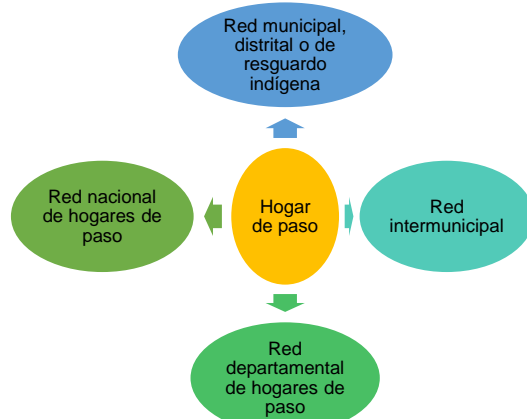 Red municipal,
distrital o de
resguardo
indígena
Red nacional
de hogares de
paso
Hogar
de paso
Red
intermunicipal
Red
departamental
de hogares de
paso